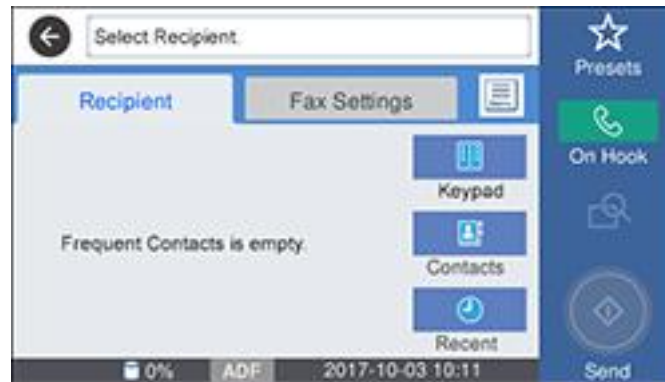 Select Recipient.
Presets
Recipient
Fax Settings
On Hook
Keypad
Frequent Contacts is empty.
Contacts
Recent
0% ADF 2017-10-03 10:11
Send